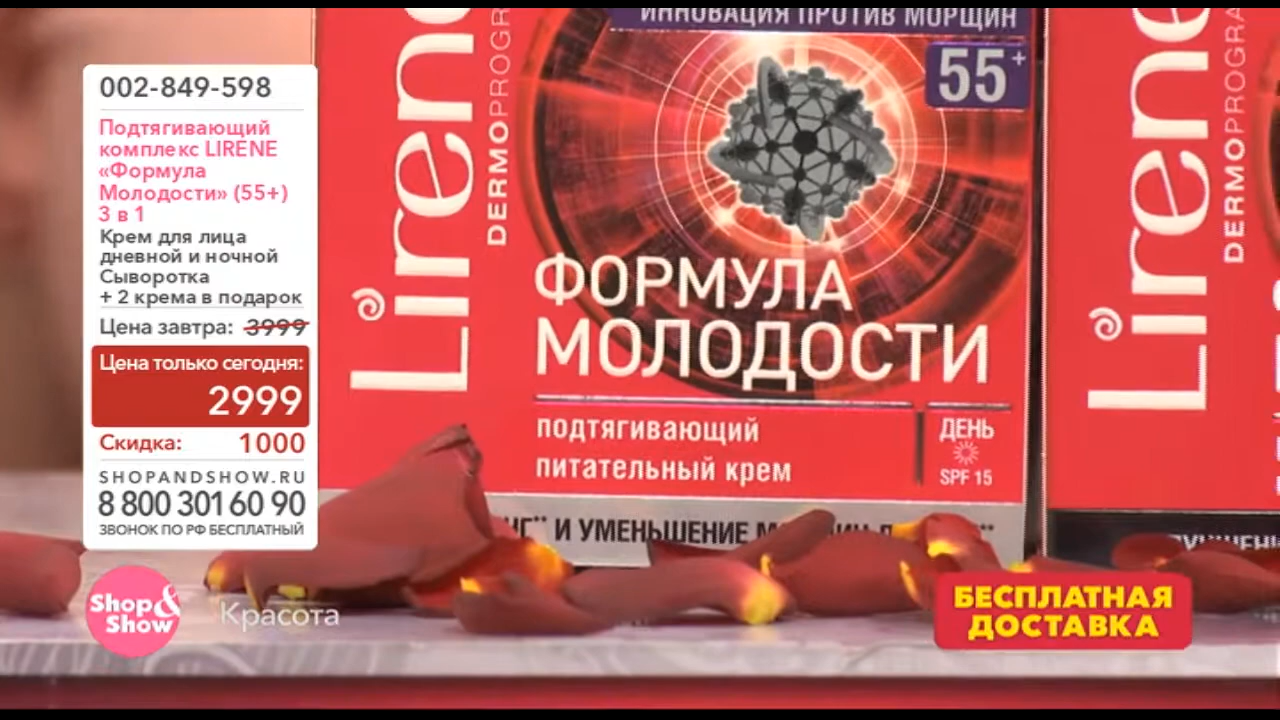 002-849-598
Подтягивающий
комплекс LIRENE
«Формула
Молодости» (55+)
3 в 1
Крем для лица
дневной и ночной
Сыворотка
+ 2 крема в подарок
Цена завтра: 3999
Цена только сегодня:
2999
Скидка: 1000
SHOPANDSHOW.RU
8 800 301 60 90
ЗВОНОК ПО РФ БЕСПЛАТНЫЙ
Shop&
Show
Красота
Lirene
DERMOPROGR
ИННОВАЦИЯ ПРОТИВ МОРЩИН
55+
ФОРМУЛА
МОЛОДОСТИ
подтягивающий
питательный крем
ДЕНЬ
SPF 15
И УМЕНЬШЕНИЕ
Lirene
DERMOPROGRA
БЕСПЛАТНАЯ
ДОСТАВКА